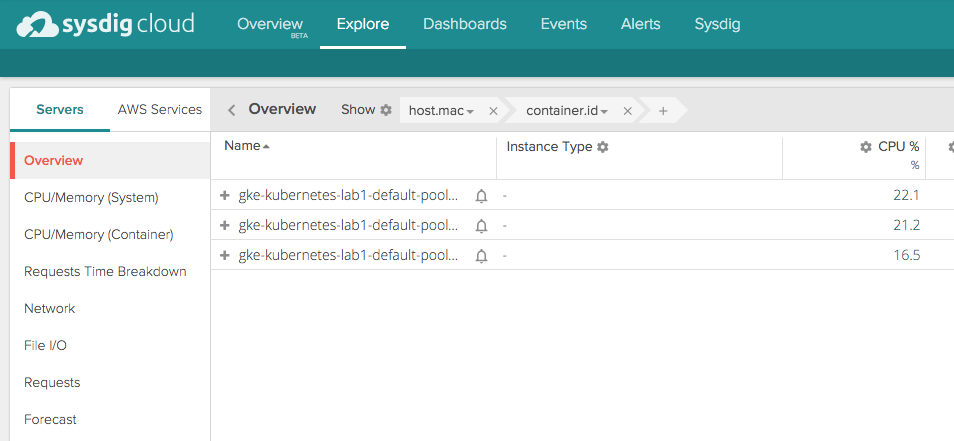 sysdig cloud
Overview BETA Explore Dashboards Events Alerts Sysdig
Servers AWS Services
Overview Show host.mac container.id +
Overview
CPU/Memory (System)
CPU/Memory (Container)
Requests Time Breakdown
Network
File I/O
Requests
Forecast
Name Instance Type CPU %
%
gke-kubernetes-lab1-default-pool... - 22.1
gke-kubernetes-lab1-default-pool... - 21.2
gke-kubernetes-lab1-default-pool... - 16.5